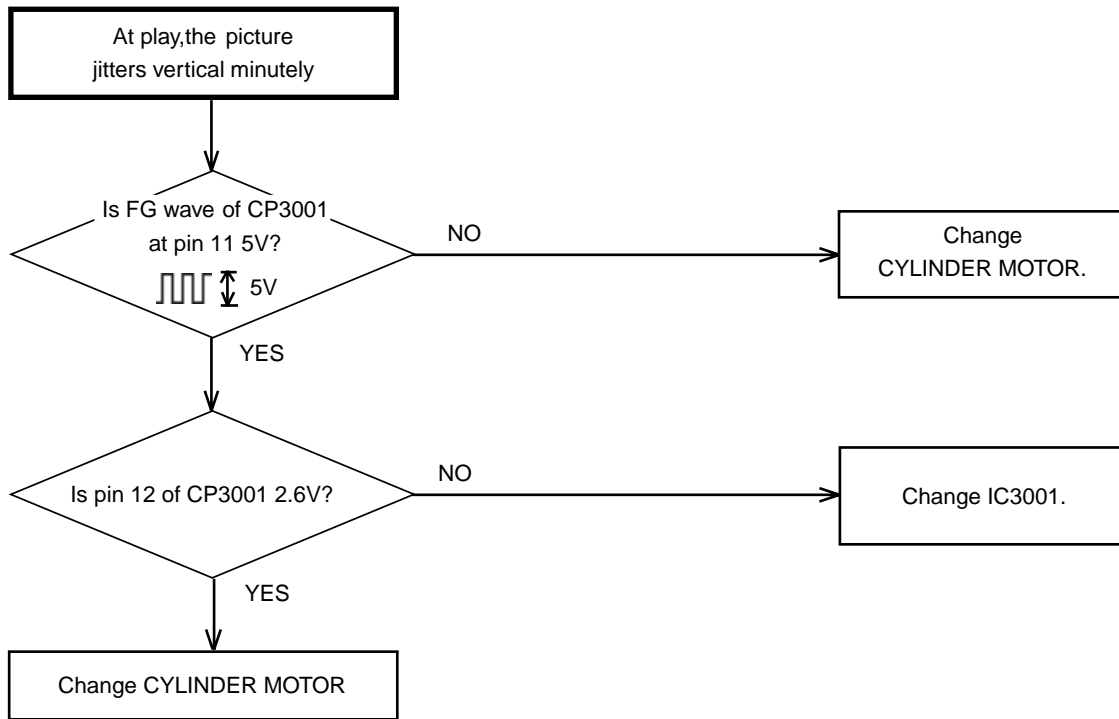 At play,the picture
jitters vertical minutely
Is FG wave of CP3001
at pin 11 5V?
5V
NO
Change
CYLINDER MOTOR.
YES
Is pin 12 of CP3001 2.6V?
NO
Change IC3001.
YES
Change CYLINDER MOTOR